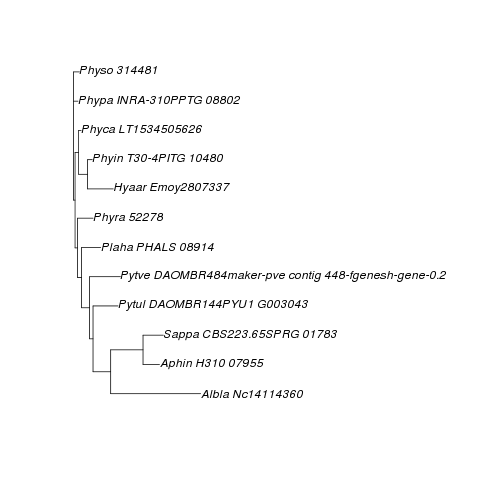 Physo 314481
Phypa INRA-310PPTG 08802
Phyca LT1534505626
Phyin T30-4PITG 10480
Hyaar Emoy2807337
Phyra 52278
Plaha PHALS 08914
Pytve DAOMBR484maker-pve contig 448-fgenesh-gene-0.2
Pytul DAOMBR144PYU1 G003043
Sappa CBS223.65SPRG 01783
Aphin H310 07955
Albla Nc14114360